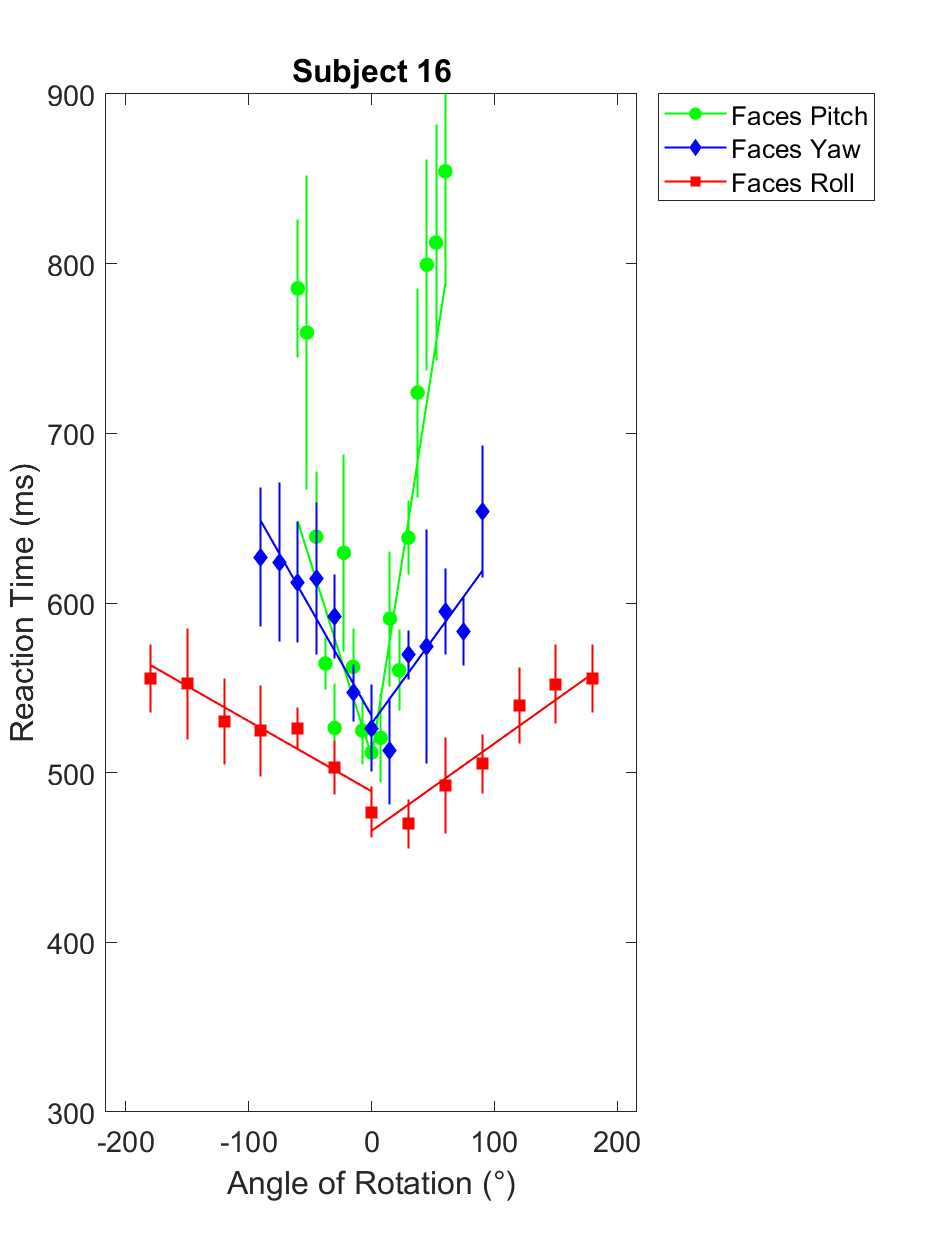 Subject 16
900
800
700
600
500
400
300
-200
-100
0
100
200
Reaction Time (ms)
Angle of Rotation (°)
Faces Pitch
Faces Yaw
Faces Roll